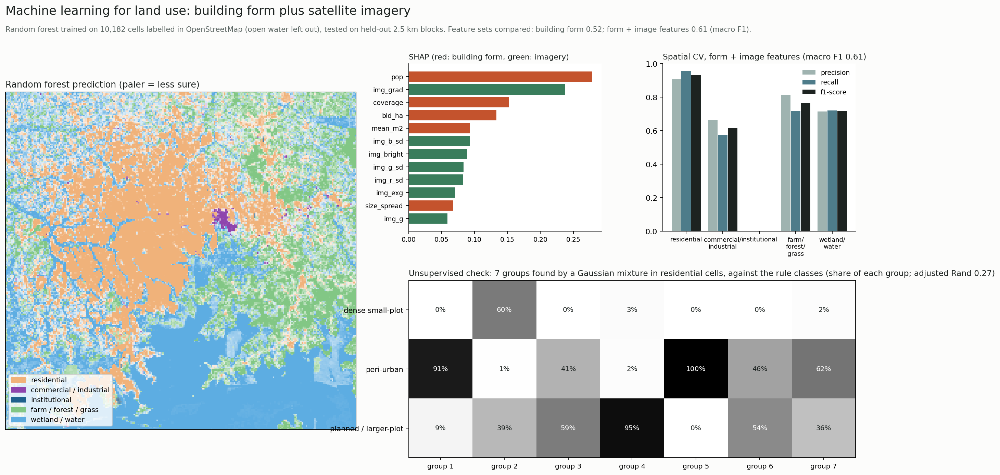 Machine learning for land use: building form plus satellite imagery
Random forest trained on 10,182 cells labelled in OpenStreetMap (open water left out), tested on held-out 2.5 km blocks. Feature sets compared: building form 0.52; form + image features 0.61 (macro F1).
Random forest prediction (paler = less sure)
residential
commercial / industrial
institutional
farm / forest / grass
wetland / water
SHAP (red: building form, green: imagery)
pop
img_grad
coverage
bld_ha
mean_m2
img_b_sd
img_bright
img_g_sd
img_r_sd
img_exg
size_spread
img_g
0.00 0.05 0.10 0.15 0.20 0.25
Spatial CV, form + image features (macro F1 0.61)
1.0
0.8
0.6
0.4
0.2
0.0
precision
recall
f1-score
residential
commercial/
industrial
institutional
farm/
forest/
grass
wetland/
water
Unsupervised check: 7 groups found by a Gaussian mixture in residential cells, against the rule classes (share of each group; adjusted Rand 0.27)
dense small-plot 0% 60% 0% 3% 0% 0% 2%
peri-urban 91% 1% 41% 2% 100% 46% 62%
planned / larger-plot 9% 39% 59% 95% 0% 54% 36%
group 1 group 2 group 3 group 4 group 5 group 6 group 7